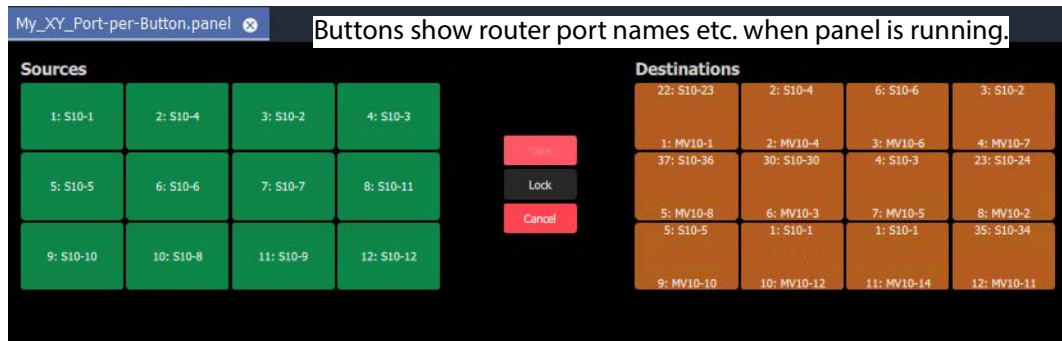 My_XY_Port-per-Button.panel
Buttons show router port names etc. when panel is running.
Sources
1: S10-1 2: S10-4 3: S10-2 4: S10-3
5: S10-5 6: S10-6 7: S10-7 8: S10-11
9: S10-10 10: S10-8 11: S10-9 12: S10-12
Take
Lock
Cancel
Destinations
22: S10-23 2: S10-4 6: S10-6 3: S10-2
1: MV10-1 2: MV10-4 3: MV10-6 4: MV10-7
37: S10-36 30: S10-30 4: S10-3 23: S10-24
5: MV10-8 6: MV10-3 7: MV10-5 8: MV10-2
5: S10-5 1: S10-1 1: S10-1 35: S10-34
9: MV10-10 10: MV10-12 11: MV10-14 12: MV10-11